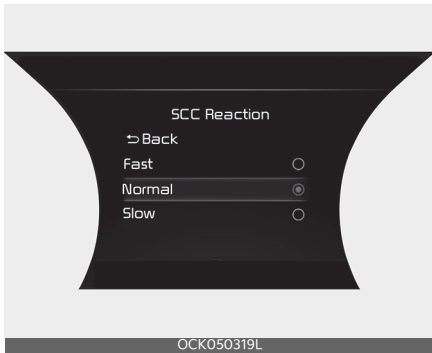 SCC Reaction
Back
Fast
Normal
Slow
OCK050319L